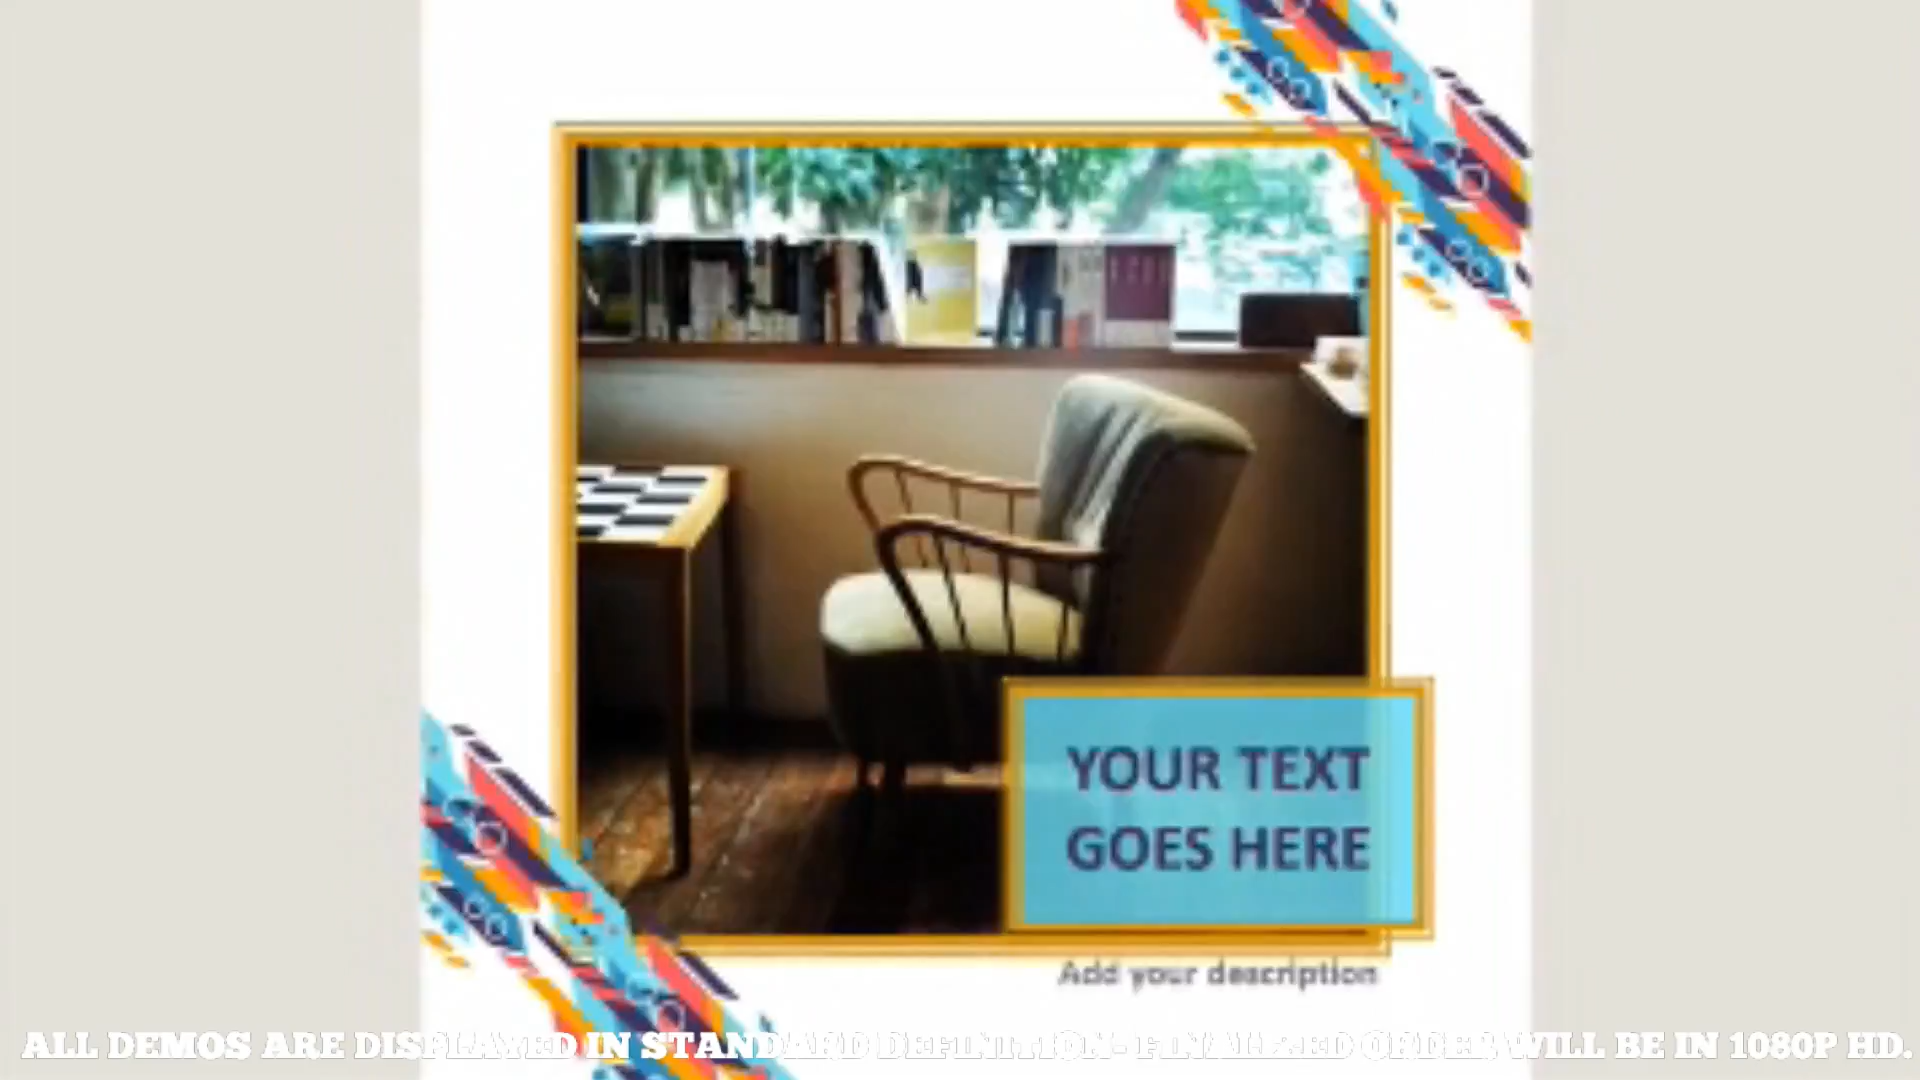 YOUR TEXT
GOES HERE
Add your description
ALL DEMOS ARE DISPLAYED IN STANDARD DEFINITION - FINALIZED ORDER WILL BE IN 1080P HD.